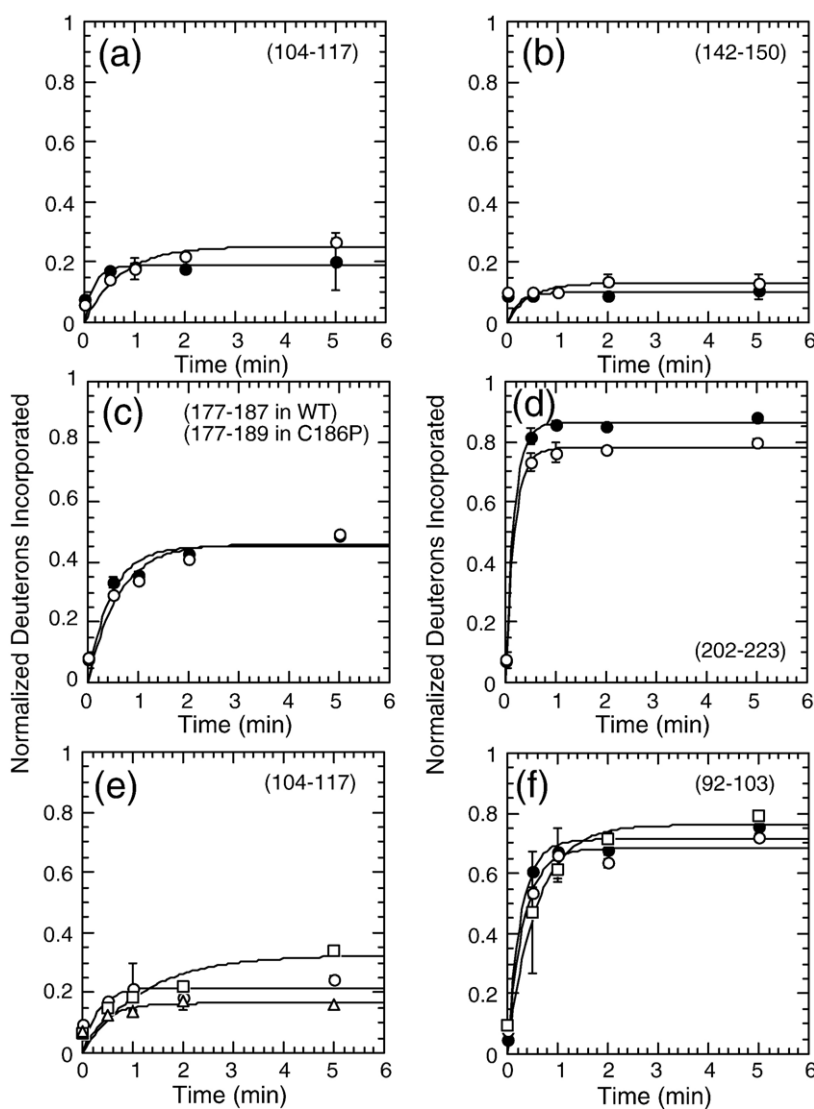 (a)
(104-117)
1
0.8
0.6
0.4
0.2
0
0 1 2 3 4 5 6
Time (min)
(b)
(142-150)
1
0.8
0.6
0.4
0.2
0
0 1 2 3 4 5 6
Time (min)
Normalized Deuterons Incorporated
(c)
(177-187 in WT)
(177-189 in C186P)
1
0.8
0.6
0.4
0.2
0
0 1 2 3 4 5 6
Time (min)
Normalized Deuterons Incorporated
(d)
(202-223)
1
0.8
0.6
0.4
0.2
0
0 1 2 3 4 5 6
Time (min)
(e)
(104-117)
1
0.8
0.6
0.4
0.2
0
0 1 2 3 4 5 6
Time (min)
(f)
(92-103)
1
0.8
0.6
0.4
0.2
0
0 1 2 3 4 5 6
Time (min)